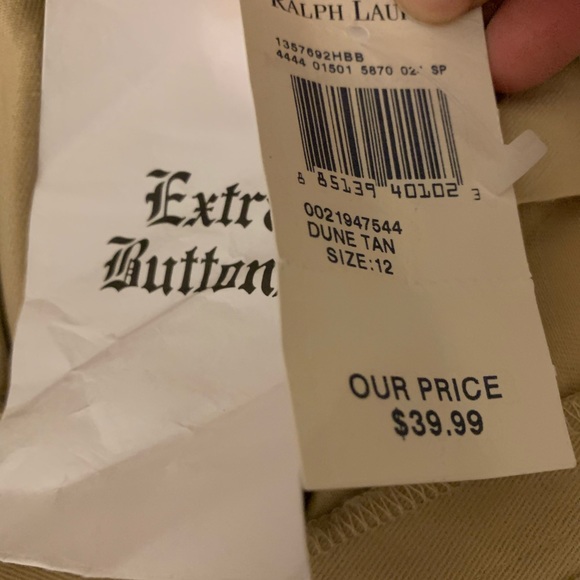 Extra
Button
RALPH LAU
1357692HBB
4444 01501 5870 02 SP
8 85139 40102 3
0021947544
DUNE TAN
SIZE:12
OUR PRICE
$39.99